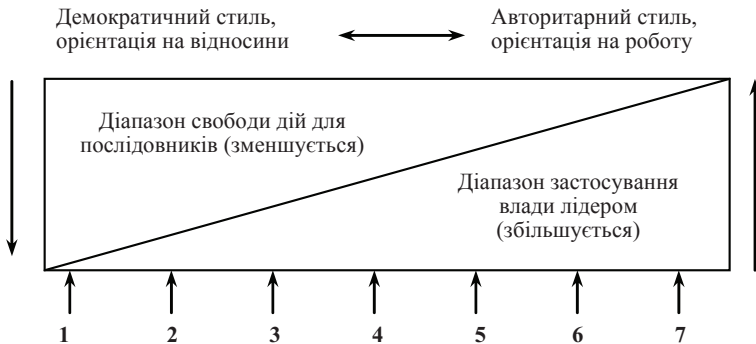 Демократичний стиль,
орієнтація на відносини
Авторитарний стиль,
орієнтація на роботу
Діапазон свободи дій для
послідовників (зменшується)
Діапазон застосування
влади лідером
(збільшується)
1 2 3 4 5 6 7